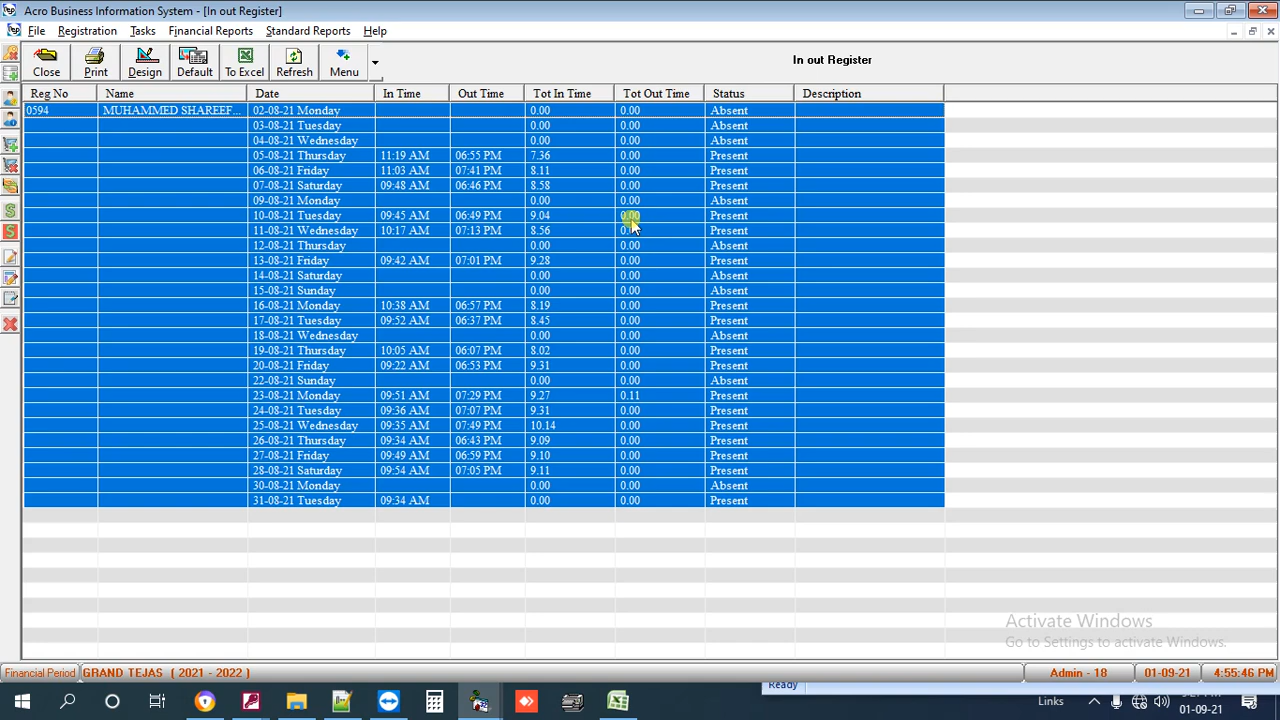 Acro Business Information System - [In out Register]
File Registration Tasks Financial Reports Standard Reports Help
Close Print Design Default To Excel Refresh Menu
In out Register
Reg No Name Date In Time Out Time Tot In Time Tot Out Time Status Description
0594 MUHAMMED SHAREEF... 02-08-21 Monday 0.00 0.00 Absent
03-08-21 Tuesday 0.00 0.00 Absent
04-08-21 Wednesday 0.00 0.00 Absent
05-08-21 Thursday 11:19 AM 06:55 PM 7.36 0.00 Present
06-08-21 Friday 11:03 AM 07:41 PM 8.11 0.00 Present
07-08-21 Saturday 09:48 AM 06:46 PM 8.58 0.00 Present
09-08-21 Monday 0.00 0.00 Absent
10-08-21 Tuesday 09:45 AM 06:49 PM 9.04 0.00 Present
11-08-21 Wednesday 10:17 AM 07:13 PM 8.56 Present
12-08-21 Thursday 0.00 0.00 Absent
13-08-21 Friday 09:42 AM 07:01 PM 9.28 0.00 Present
14-08-21 Saturday 0.00 0.00 Absent
15-08-21 Sunday 0.00 0.00 Absent
16-08-21 Monday 10:38 AM 06:57 PM 8.19 0.00 Present
17-08-21 Tuesday 09:52 AM 06:37 PM 8.45 0.00 Present
18-08-21 Wednesday 0.00 0.00 Absent
19-08-21 Thursday 10:05 AM 06:07 PM 8.02 0.00 Present
20-08-21 Friday 09:22 AM 06:53 PM 9.31 0.00 Present
22-08-21 Sunday 0.00 0.00 Absent
23-08-21 Monday 09:51 AM 07:29 PM 9.27 0.11 Present
24-08-21 Tuesday 09:36 AM 07:07 PM 9.31 0.00 Present
25-08-21 Wednesday 09:35 AM 07:49 PM 10.14 0.00 Present
26-08-21 Thursday 09:34 AM 06:43 PM 9.09 0.00 Present
27-08-21 Friday 09:49 AM 06:59 PM 9.10 0.00 Present
28-08-21 Saturday 09:54 AM 07:05 PM 9.11 0.00 Present
30-08-21 Monday 0.00 0.00 Absent
31-08-21 Tuesday 09:34 AM 0.00 0.00 Present
Activate Windows
Go to Settings to activate Windows.
Financial Period GRAND TEJAS ( 2021 - 2022 ) Admin - 18 01-09-21 4:55:46 PM
Ready
Links
01-09-21